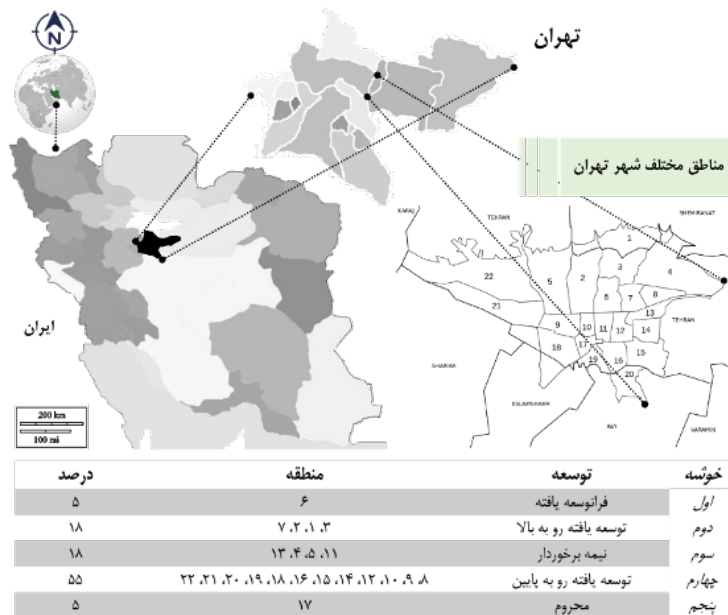 N
تهران
مناطق مختلف شهر تهران
KARAJ
TEHRAN
SHEMIRANAT
1
2
3
4
5
6
7
8
22
21
13
TEHRAN
9
10
11
12
14
18
17
16
15
19
20
SHARIAR
ESLAMSHAHR
REY
VARAMIN
ایران
200 km
100 mi
خوشه توسعه منطقه درصد
اول فراتوسعه یافته ۶ ۵
دوم توسعه یافته رو به بالا ۳، ۱، ۲، ۷ ۱۸
سوم نیمه برخوردار ۱۱، ۵، ۴، ۱۳ ۱۸
چهارم توسعه یافته رو به پایین ۸، ۹، ۱۰، ۱۲، ۱۴، ۱۵، ۱۶، ۱۸، ۱۹، ۲۰، ۲۱، ۲۲ ۵۵
پنجم محروم ۱۷ ۵